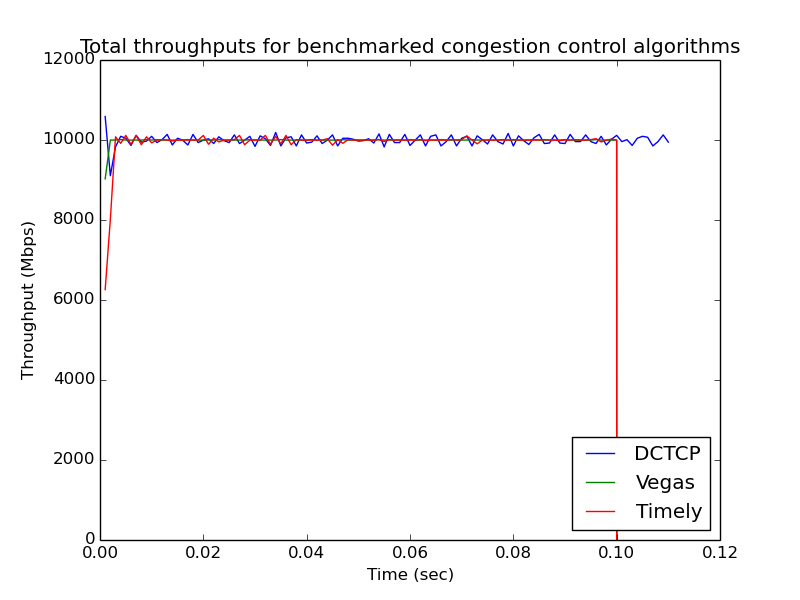 Total throughputs for benchmarked congestion control algorithms
12000
10000
8000
6000
4000
2000
0
Throughput (Mbps)
DCTCP
Vegas
Timely
0.00 0.02 0.04 0.06 0.08 0.10 0.12
Time (sec)